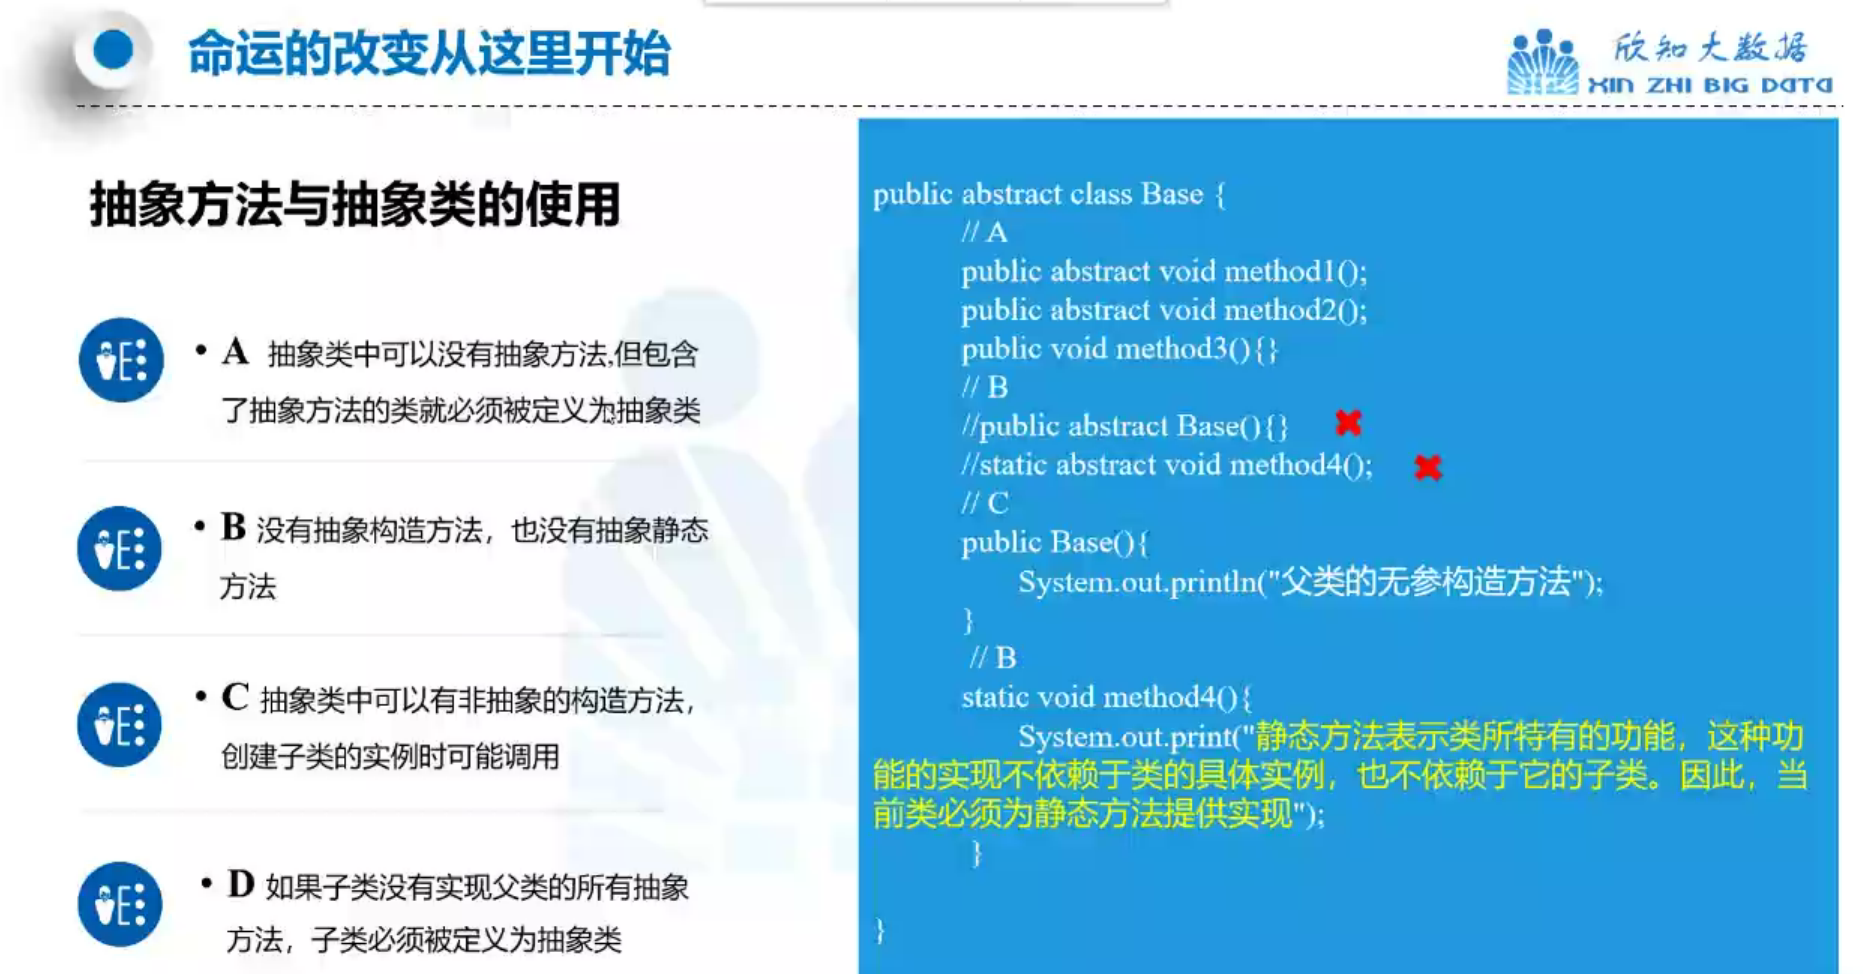 命运的改变从这里开始
欣知大数据
XIN ZHI BIG DATA
抽象方法与抽象类的使用
• A 抽象类中可以没有抽象方法,但包含
了抽象方法的类就必须被定义为抽象类
• B 没有抽象构造方法，也没有抽象静态
方法
• C 抽象类中可以有非抽象的构造方法，
创建子类的实例时可能调用
• D 如果子类没有实现父类的所有抽象
方法，子类必须被定义为抽象类
public abstract class Base {
// A
public abstract void method1();
public abstract void method2();
public void method3(){}
// B
//public abstract Base(){}
//static abstract void method4();
// C
public Base(){
System.out.println("父类的无参构造方法");
}
// B
static void method4(){
System.out.print("静态方法表示类所特有的功能，这种功
能的实现不依赖于类的具体实例，也不依赖于它的子类。因此，当
前类必须为静态方法提供实现");
}
}